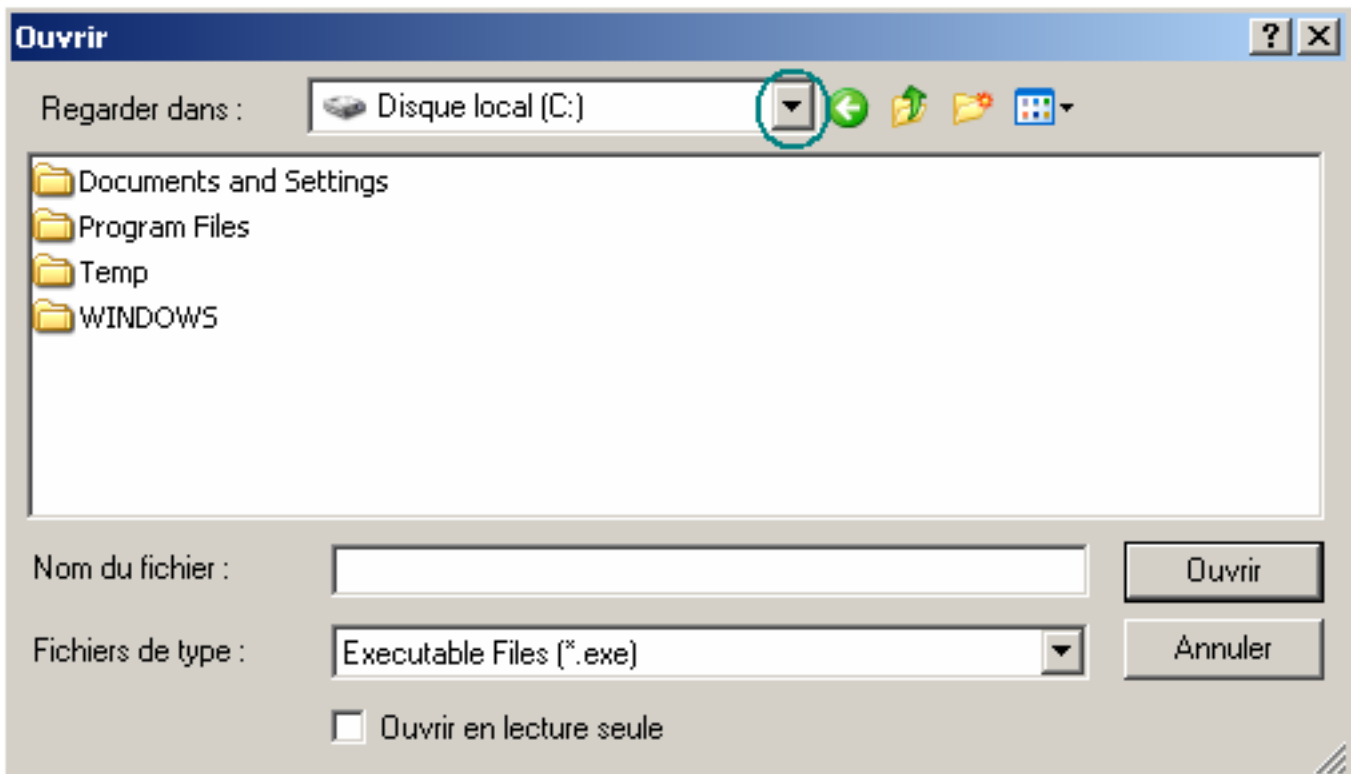 Ouvrir
Regarder dans :
Disque local (C:)
Documents and Settings
Program Files
Temp
WINDOWS
Nom du fichier :
Ouvrir
Fichiers de type :
Executable Files (*.exe)
Annuler
Ouvrir en lecture seule